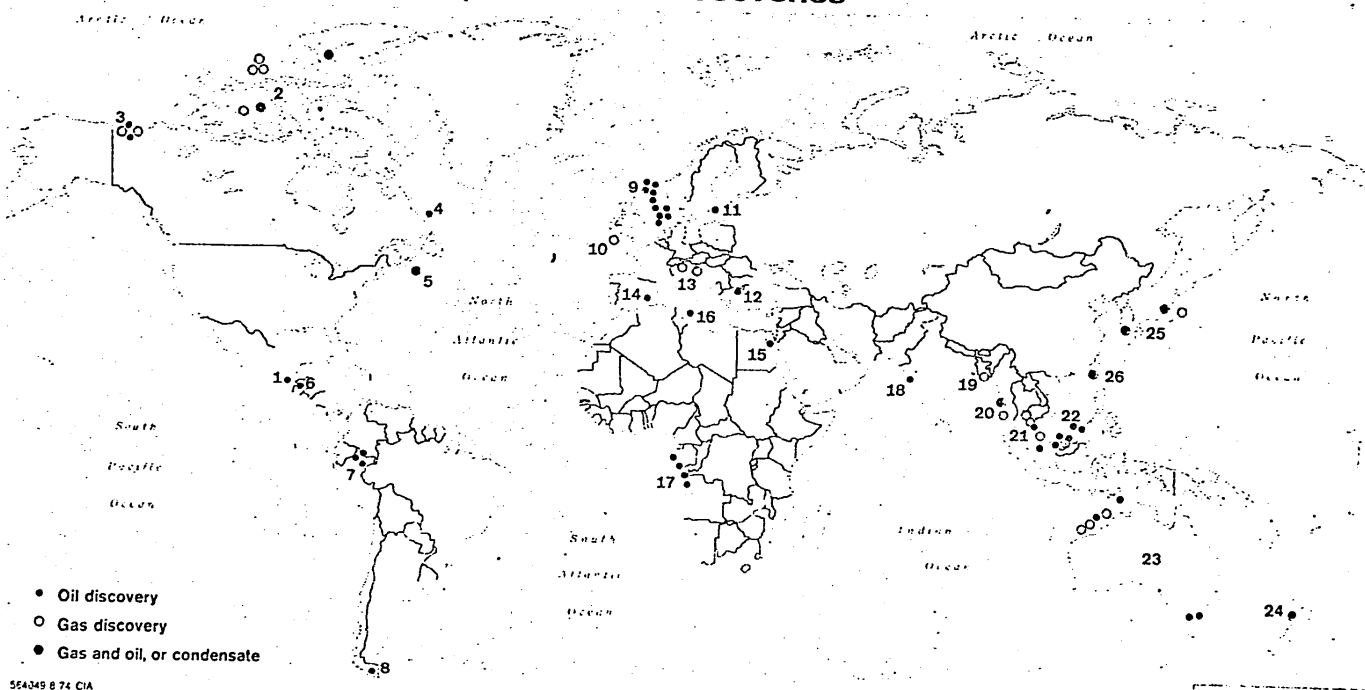 Arctic Ocean
Arctic Ocean
2
3
4
9
11
10
5
13
14
12
16
North
Atlantic
Ocean
North
Pacific
Ocean
25
15
1
6
18
19
26
20
22
21
South
Pacific
Ocean
7
17
South
Atlantic
Ocean
Indian
Ocean
23
24
8
Oil discovery
Gas discovery
Gas and oil, or condensate
8 74 CIA